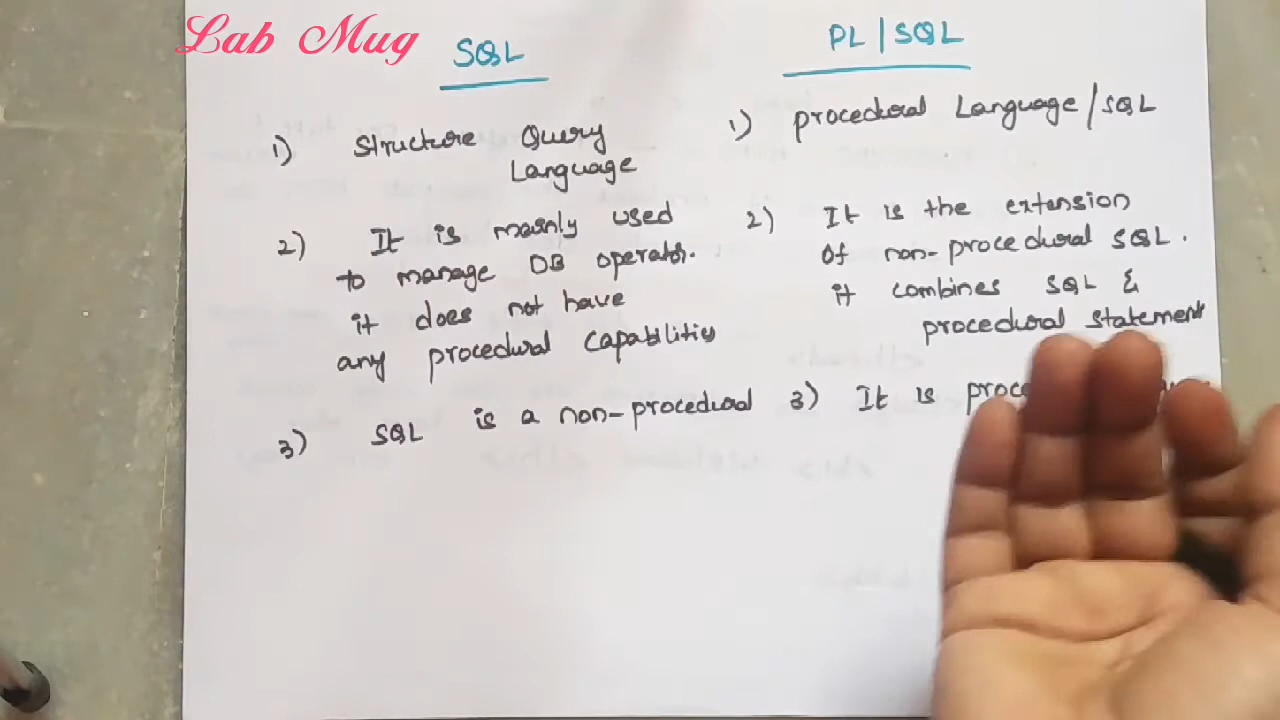 Lab Mug
SQL
1) Structure Query
Language
2) It is mainly used
to manage DB operator.
it does not have
any procedural capabilities
3) SQL is a non-procedural
PL/SQL
1) procedural Language/SQL
2) It is the extension
of non-procedural SQL.
it combines SQL &
procedural statement
3) It is